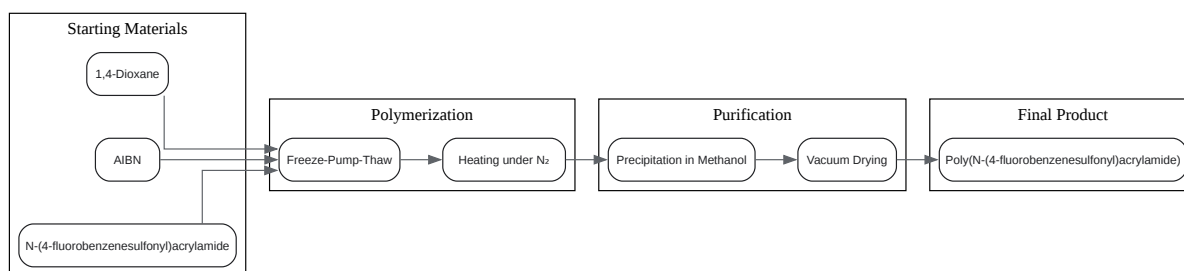 Starting Materials
1,4-Dioxane
AIBN
N-(4-fluorobenzenesulfonyl)acrylamide
Polymerization
Freeze-Pump-Thaw
Heating under N₂
Purification
Precipitation in Methanol
Vacuum Drying
Final Product
Poly(N-(4-fluorobenzenesulfonyl)acrylamide)